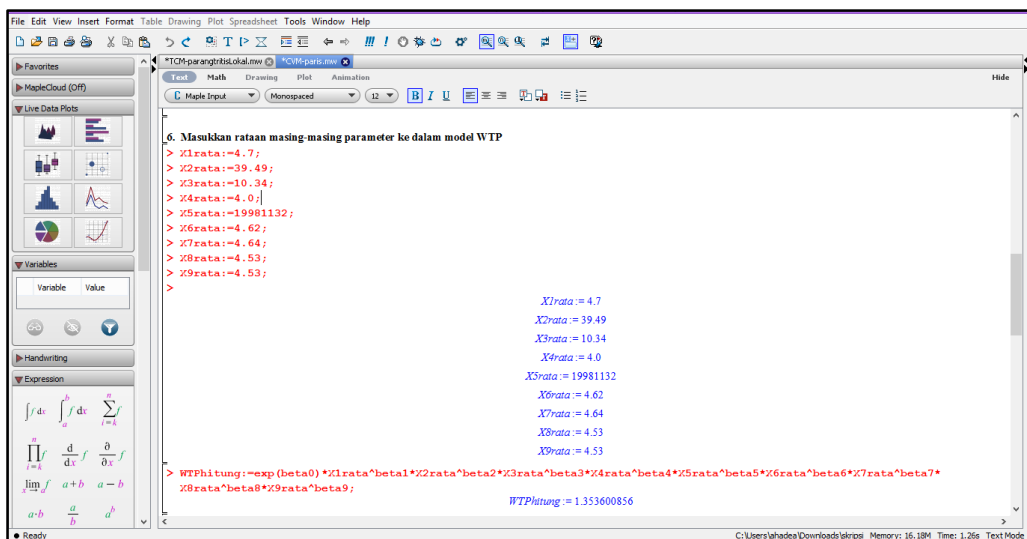 File Edit View Insert Format Table Drawing Plot Spreadsheet Tools Window Help
Favorites
MapleCloud (Off)
Live Data Plots
Variables
Variable Value
Handwriting
Expression
*TCM-parangtritisLokal.mw
*CVM-paris.mw
Text Math Drawing Plot Animation Hide
C Maple Input Monospaced 12 B I U
6. Masukkan rataan masing-masing parameter ke dalam model WTP
> X1rata:=4.7;
> X2rata:=39.49;
> X3rata:=10.34;
> X4rata:=4.0;
> X5rata:=19981132;
> X6rata:=4.62;
> X7rata:=4.64;
> X8rata:=4.53;
> X9rata:=4.53;
>
X1rata := 4.7
X2rata := 39.49
X3rata := 10.34
X4rata := 4.0
X5rata := 19981132
X6rata := 4.62
X7rata := 4.64
X8rata := 4.53
X9rata := 4.53
> WTPhitung:=exp(beta0)*X1rata^beta1*X2rata^beta2*X3rata^beta3*X4rata^beta4*X5rata^beta5*X6rata^beta6*X7rata^beta7*
X8rata^beta8*X9rata^beta9;
WTPhitung := 1.353600856
Ready
C:\Users\ahadea\Downloads\skripsi Memory: 16.18M Time: 1.26s Text Mode